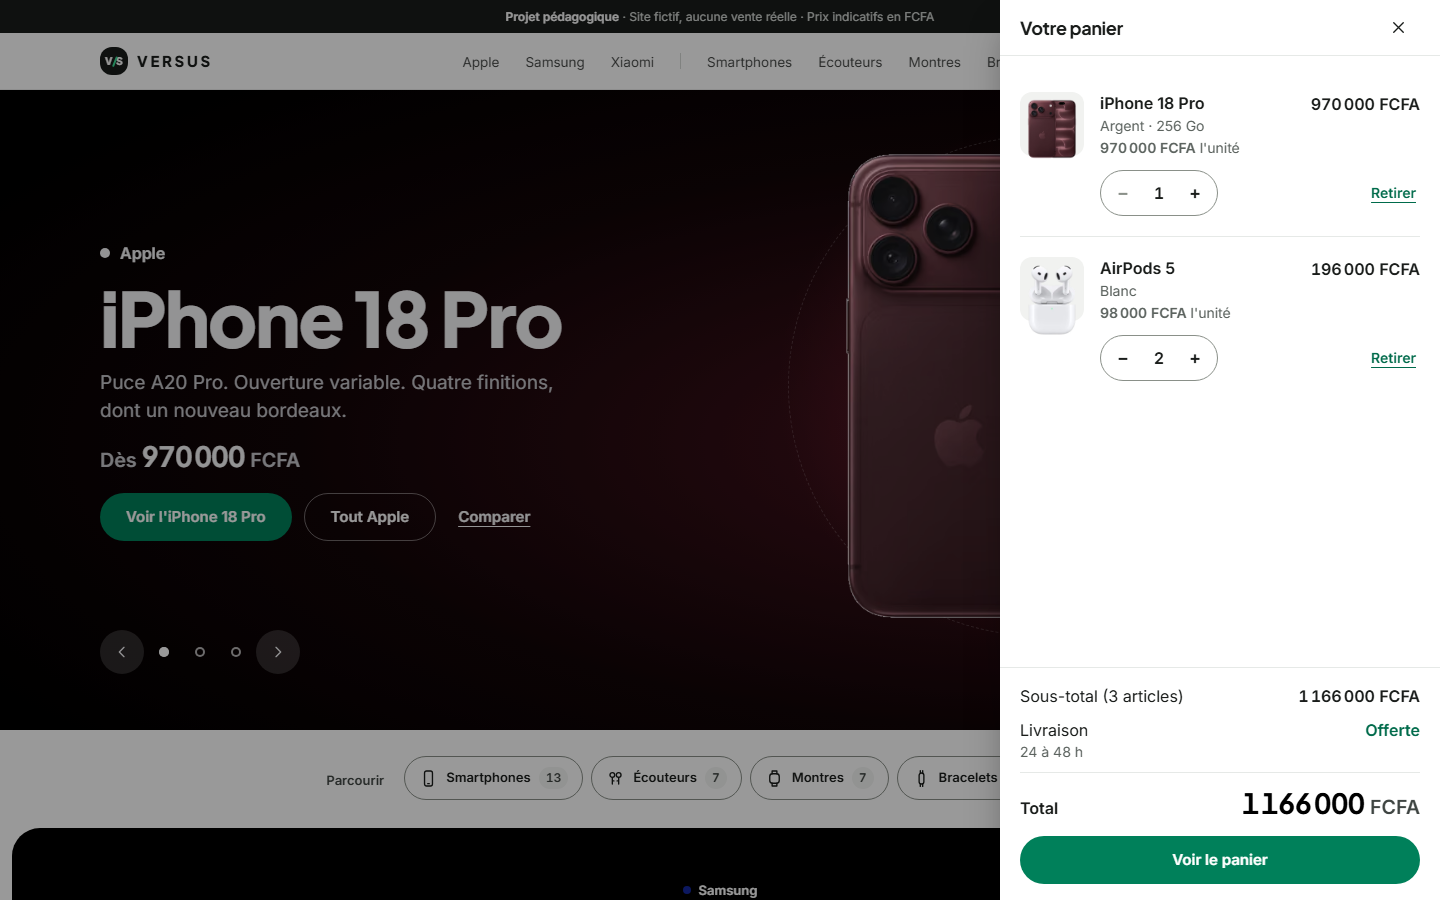 Projet pédagogique · Site fictif, aucune vente réelle · Prix indicatifs en FCFA
V/S VERSUS
Apple Samsung Xiaomi Smartphones Écouteurs Montres
Apple
iPhone 18 Pro
Puce A20 Pro. Ouverture variable. Quatre finitions,
dont un nouveau bordeaux.
Dès 970 000 FCFA
Voir l'iPhone 18 Pro Tout Apple Comparer
Parcourir Smartphones 13 Écouteurs 7 Montres 7 Bracelets
Samsung
Votre panier
iPhone 18 Pro 970 000 FCFA
Argent · 256 Go
970 000 FCFA l'unité
− 1 + Retirer
AirPods 5 196 000 FCFA
Blanc
98 000 FCFA l'unité
− 2 + Retirer
Sous-total (3 articles) 1 166 000 FCFA
Livraison Offerte
24 à 48 h
Total 1 166 000 FCFA
Voir le panier